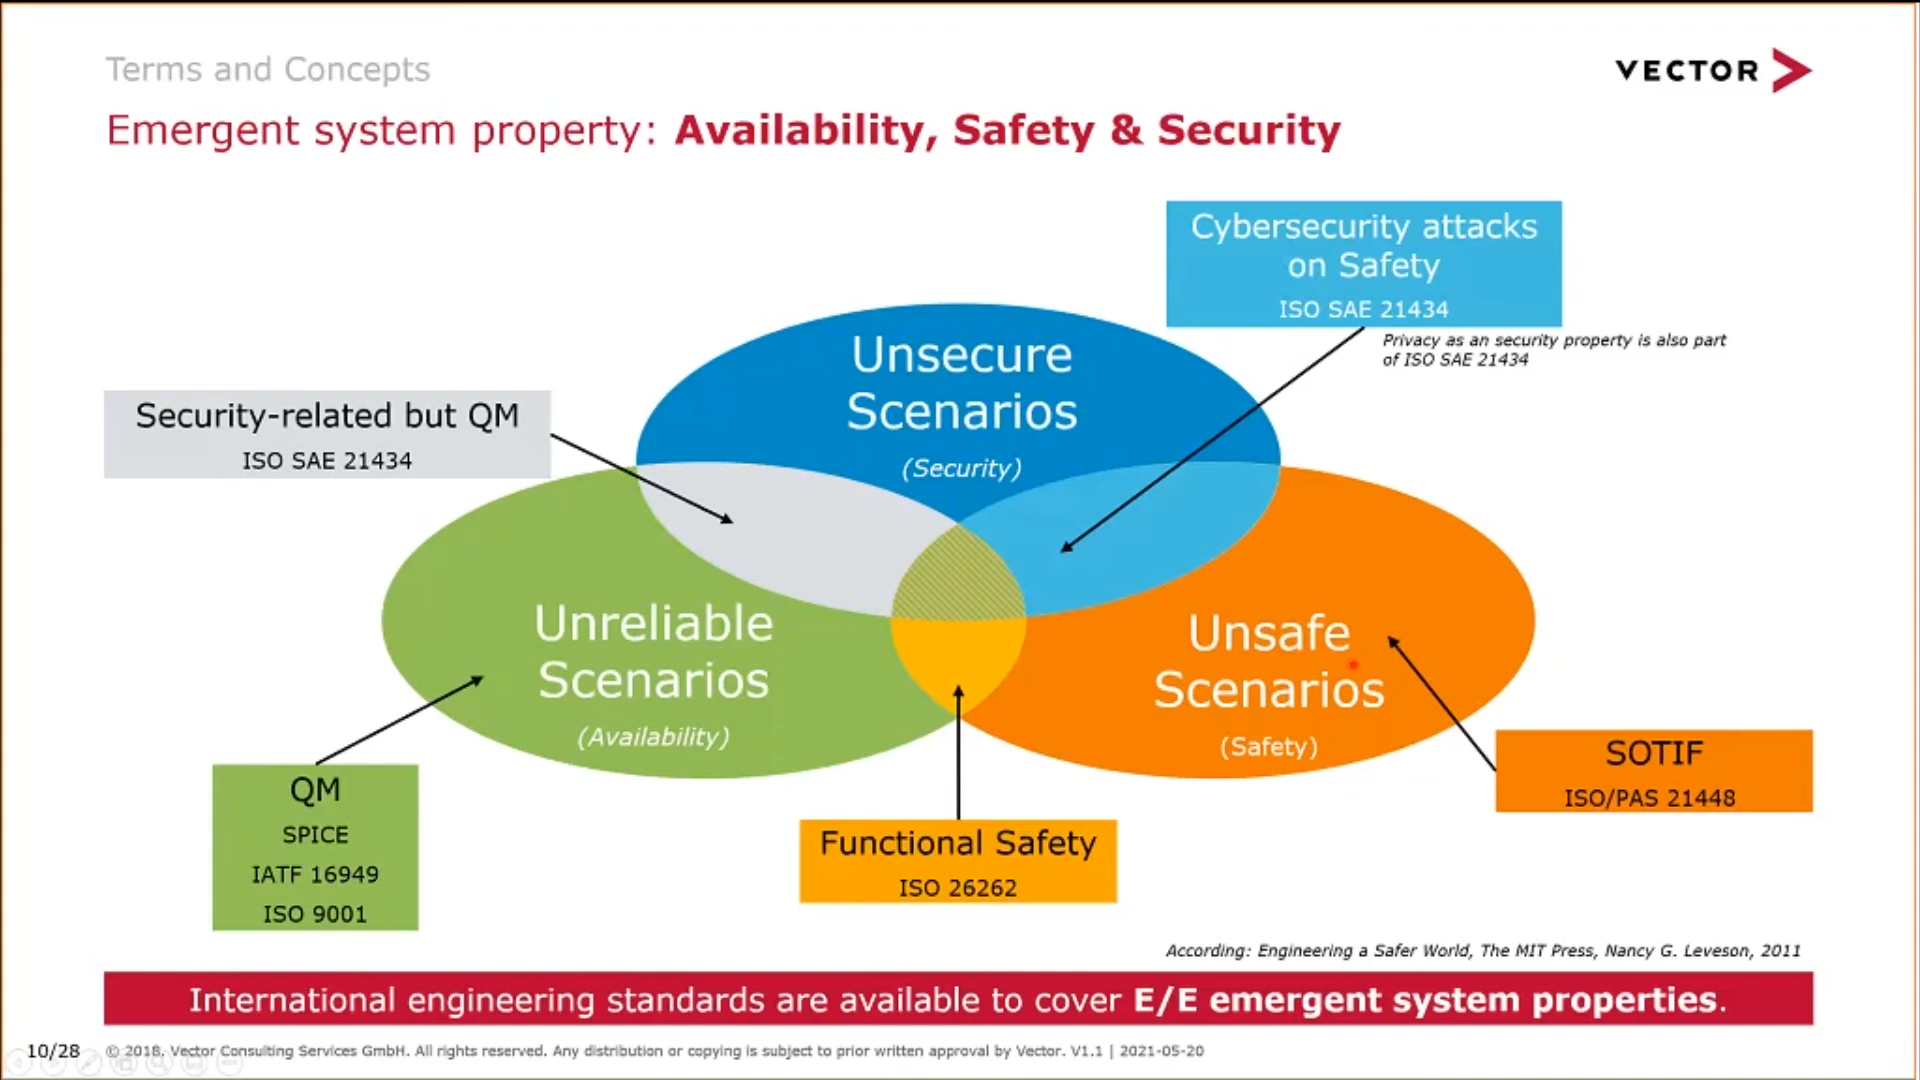 Terms and Concepts
VECTOR
Emergent system property: Availability, Safety & Security
Cybersecurity attacks
on Safety
ISO SAE 21434
Privacy as an security property is also part
of ISO SAE 21434
Unsecure
Scenarios
(Security)
Security-related but QM
ISO SAE 21434
Unreliable
Scenarios
(Availability)
Unsafe
Scenarios
(Safety)
QM
SPICE
IATF 16949
ISO 9001
Functional Safety
ISO 26262
SOTIF
ISO/PAS 21448
According: Engineering a Safer World, The MIT Press, Nancy G. Leveson, 2011
International engineering standards are available to cover E/E emergent system properties.
10/28
© 2018. Vector Consulting Services GmbH. All rights reserved. Any distribution or copying is subject to prior written approval by Vector. V1.1 | 2021-05-20